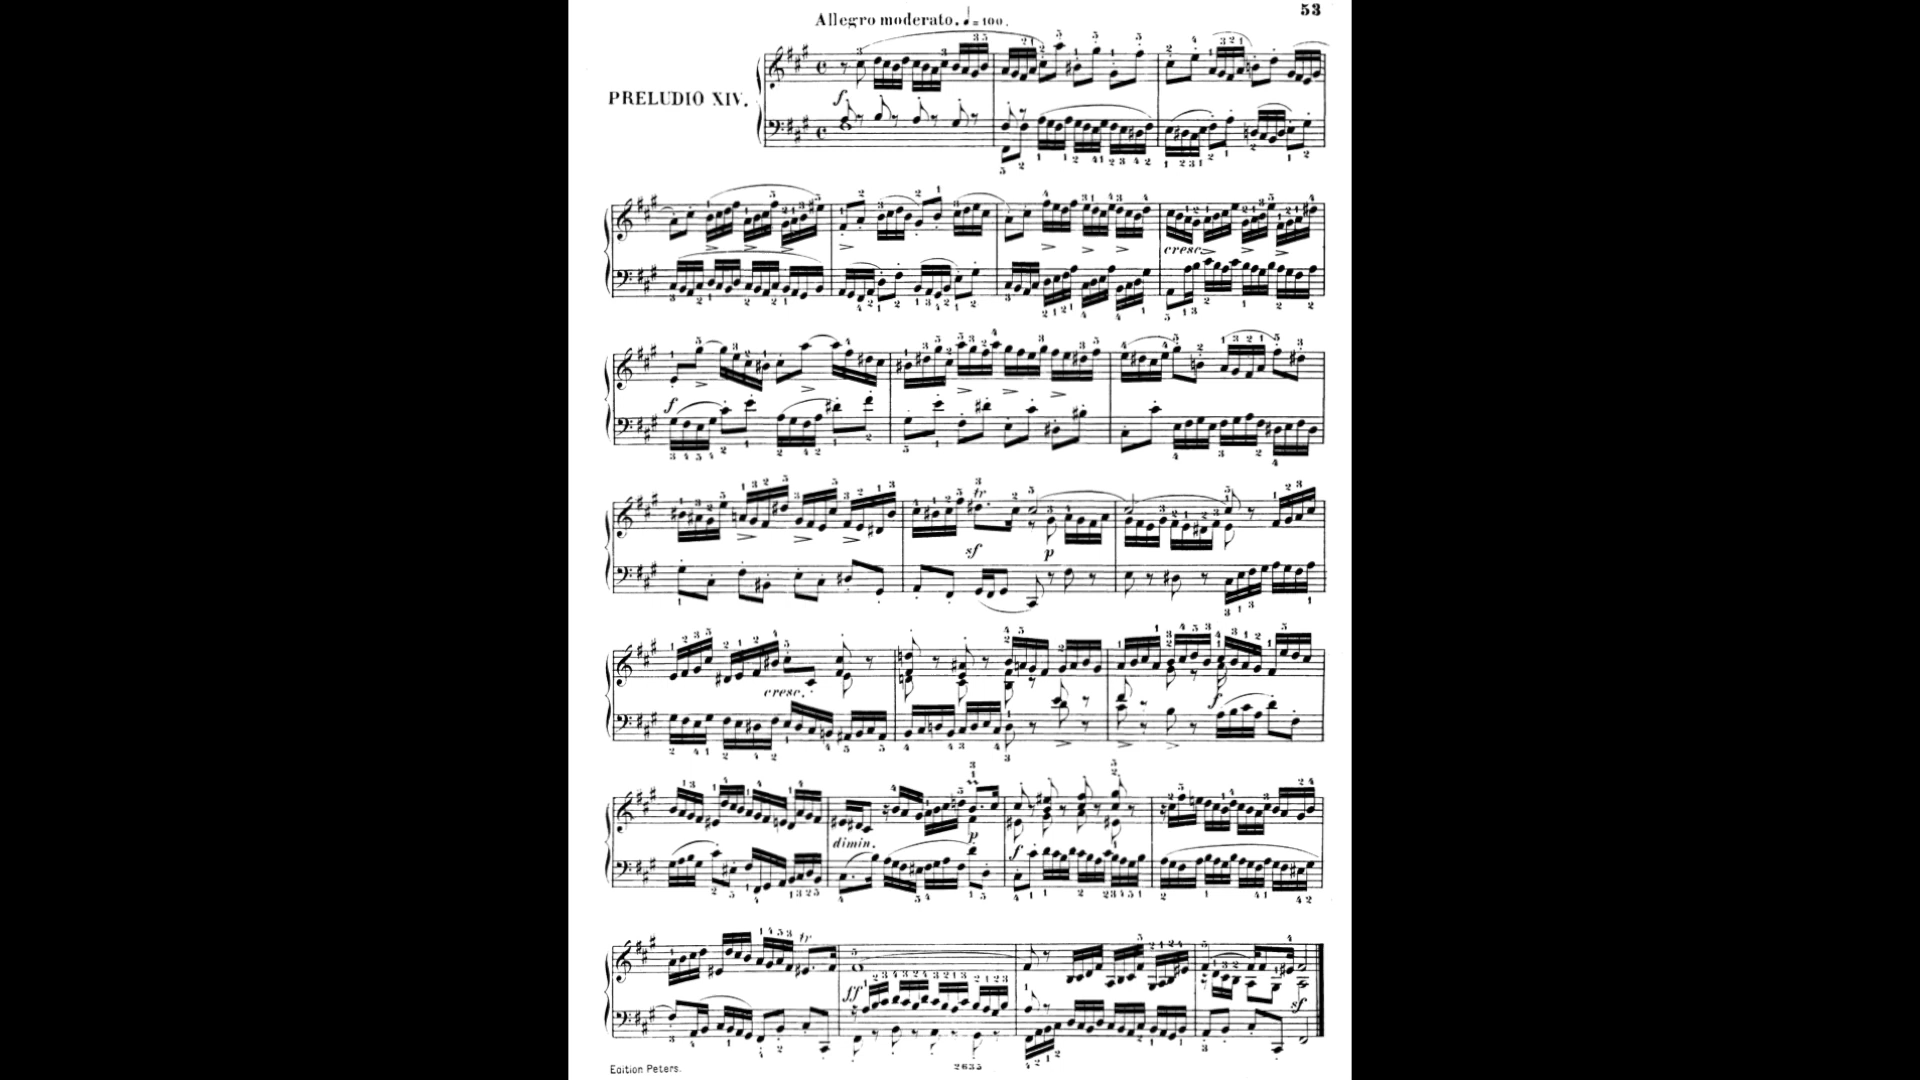 53
Allegro moderato. ♩= 100.
PRELUDIO XIV.
f
cresc.
f
tr
sf
p
cresc.
f
dimin.
p
f
tr
ff
sf
Edition Peters.
2635